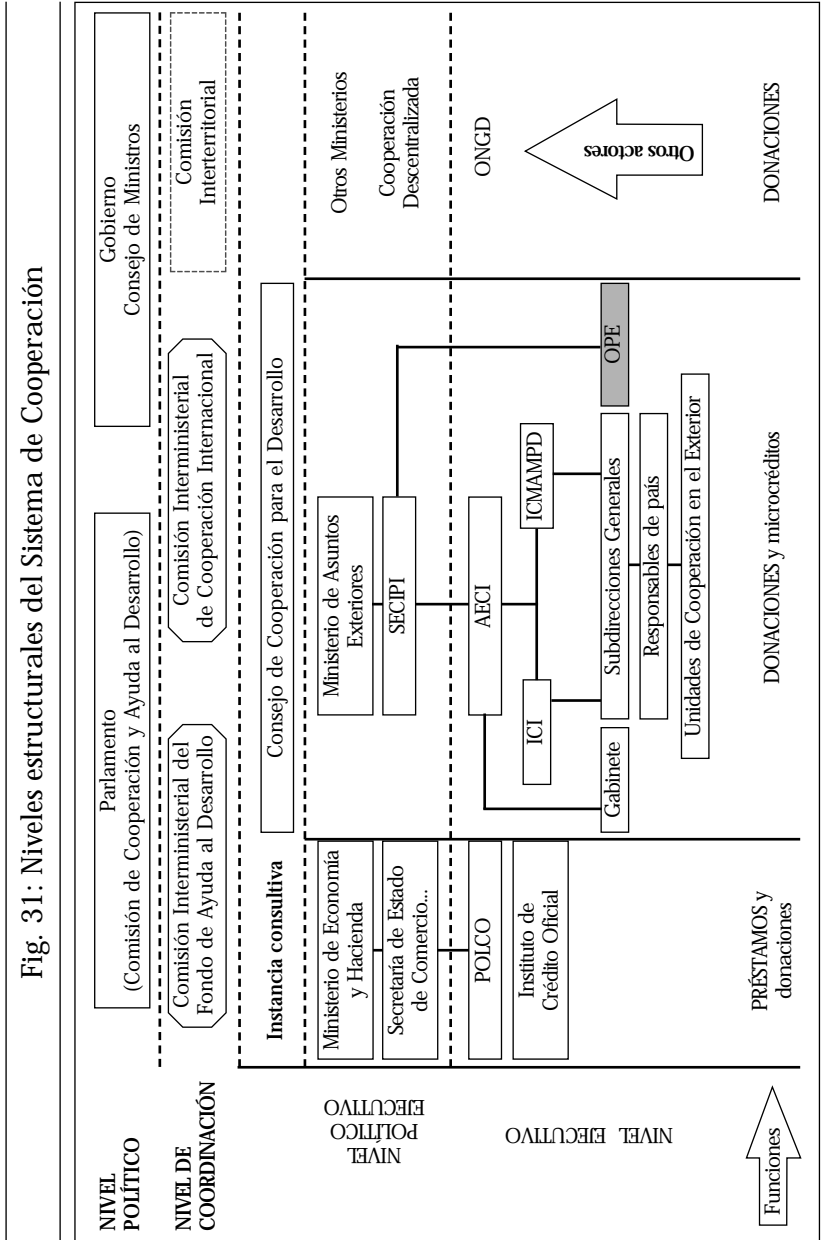 Fig. 31: Niveles estructurales del Sistema de Cooperación
NIVEL
POLÍTICO
Parlamento
(Comisión de Cooperación y Ayuda al Desarrollo)
Gobierno
Consejo de Ministros
NIVEL DE
COORDINACIÓN
Comisión Interministerial del
Fondo de Ayuda al Desarrollo
Comisión Interministerial
de Cooperación Internacional
Comisión
Interterritorial
Instancia consultiva
Consejo de Cooperación para el Desarrollo
NIVEL
POLÍTICO
EJECUTIVO
Ministerio de Economía
y Hacienda
Secretaría de Estado
de Comercio...
Ministerio de Asuntos
Exteriores
SECIPI
Otros Ministerios
Cooperación
Descentralizada
NIVEL EJECUTIVO
POLCO
Instituto de
Crédito Oficial
AECI
ICI
ICMAMPD
Gabinete
Subdirecciones Generales
OPE
Responsables de país
Unidades de Cooperación en el Exterior
ONGD
Otros actores
Funciones
PRÉSTAMOS y
donaciones
DONACIONES y microcréditos
DONACIONES